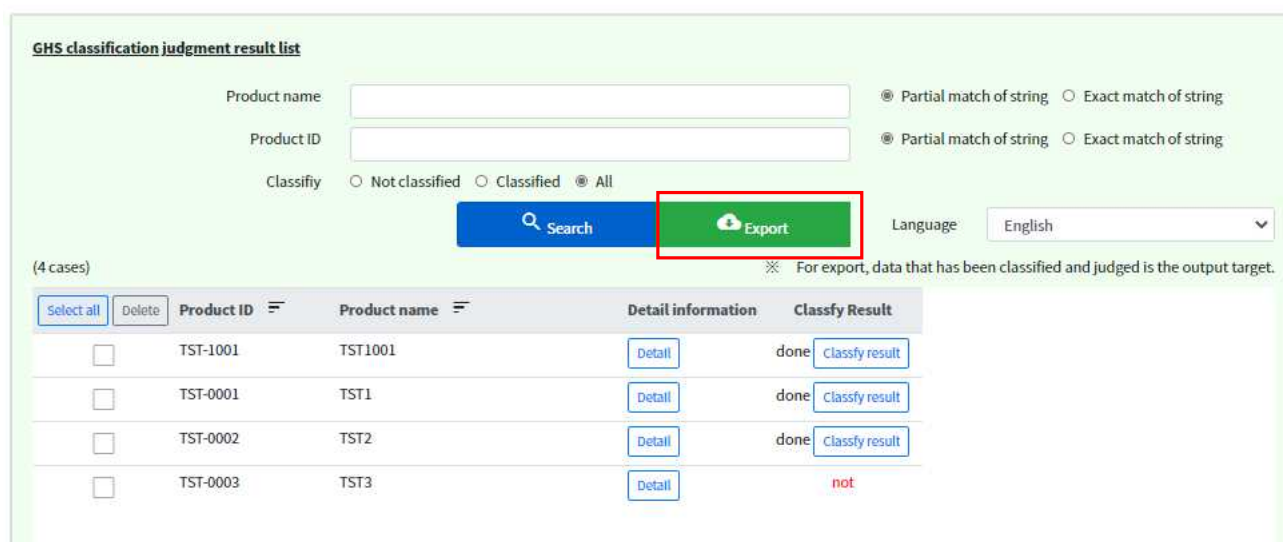 GHS classification judgment result list
Product name Partial match of string Exact match of string
Product ID Partial match of string Exact match of string
Classifiy Not classified Classified All
Search Export Language English
(4 cases) ※ For export, data that has been classified and judged is the output target.
Select all Delete Product ID Product name Detail information Classfy Result
TST-1001 TST1001 Detail done Classfy result
TST-0001 TST1 Detail done Classfy result
TST-0002 TST2 Detail done Classfy result
TST-0003 TST3 Detail not